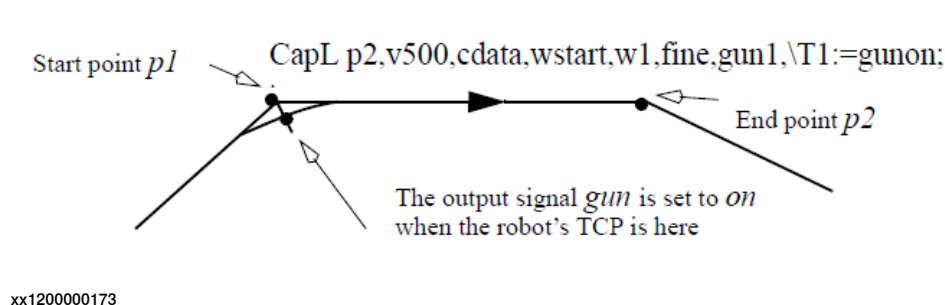 CapL p2,v500,cdata,wstart,w1,fine,gun1,\T1:=gunon;
Start point p1
End point p2
The output signal gun is set to on
when the robot's TCP is here
xx1200000173